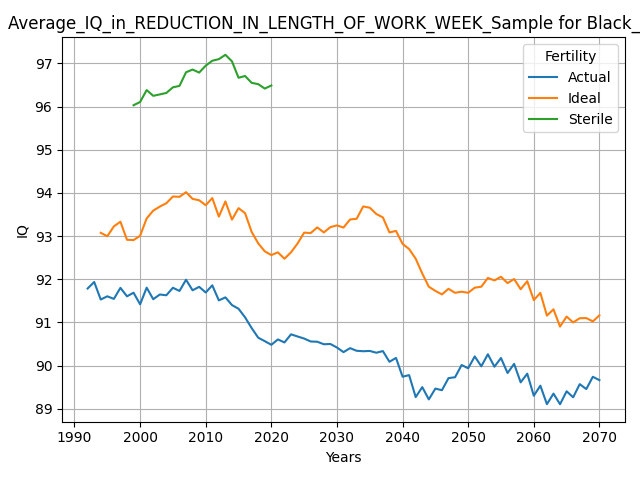 Average_IQ_in_REDUCTION_IN_LENGTH_OF_WORK_WEEK_Sample for Black_
Fertility
Actual
Ideal
Sterile
97
96
95
94
93
92
91
90
89
IQ
1990 2000 2010 2020 2030 2040 2050 2060 2070
Years